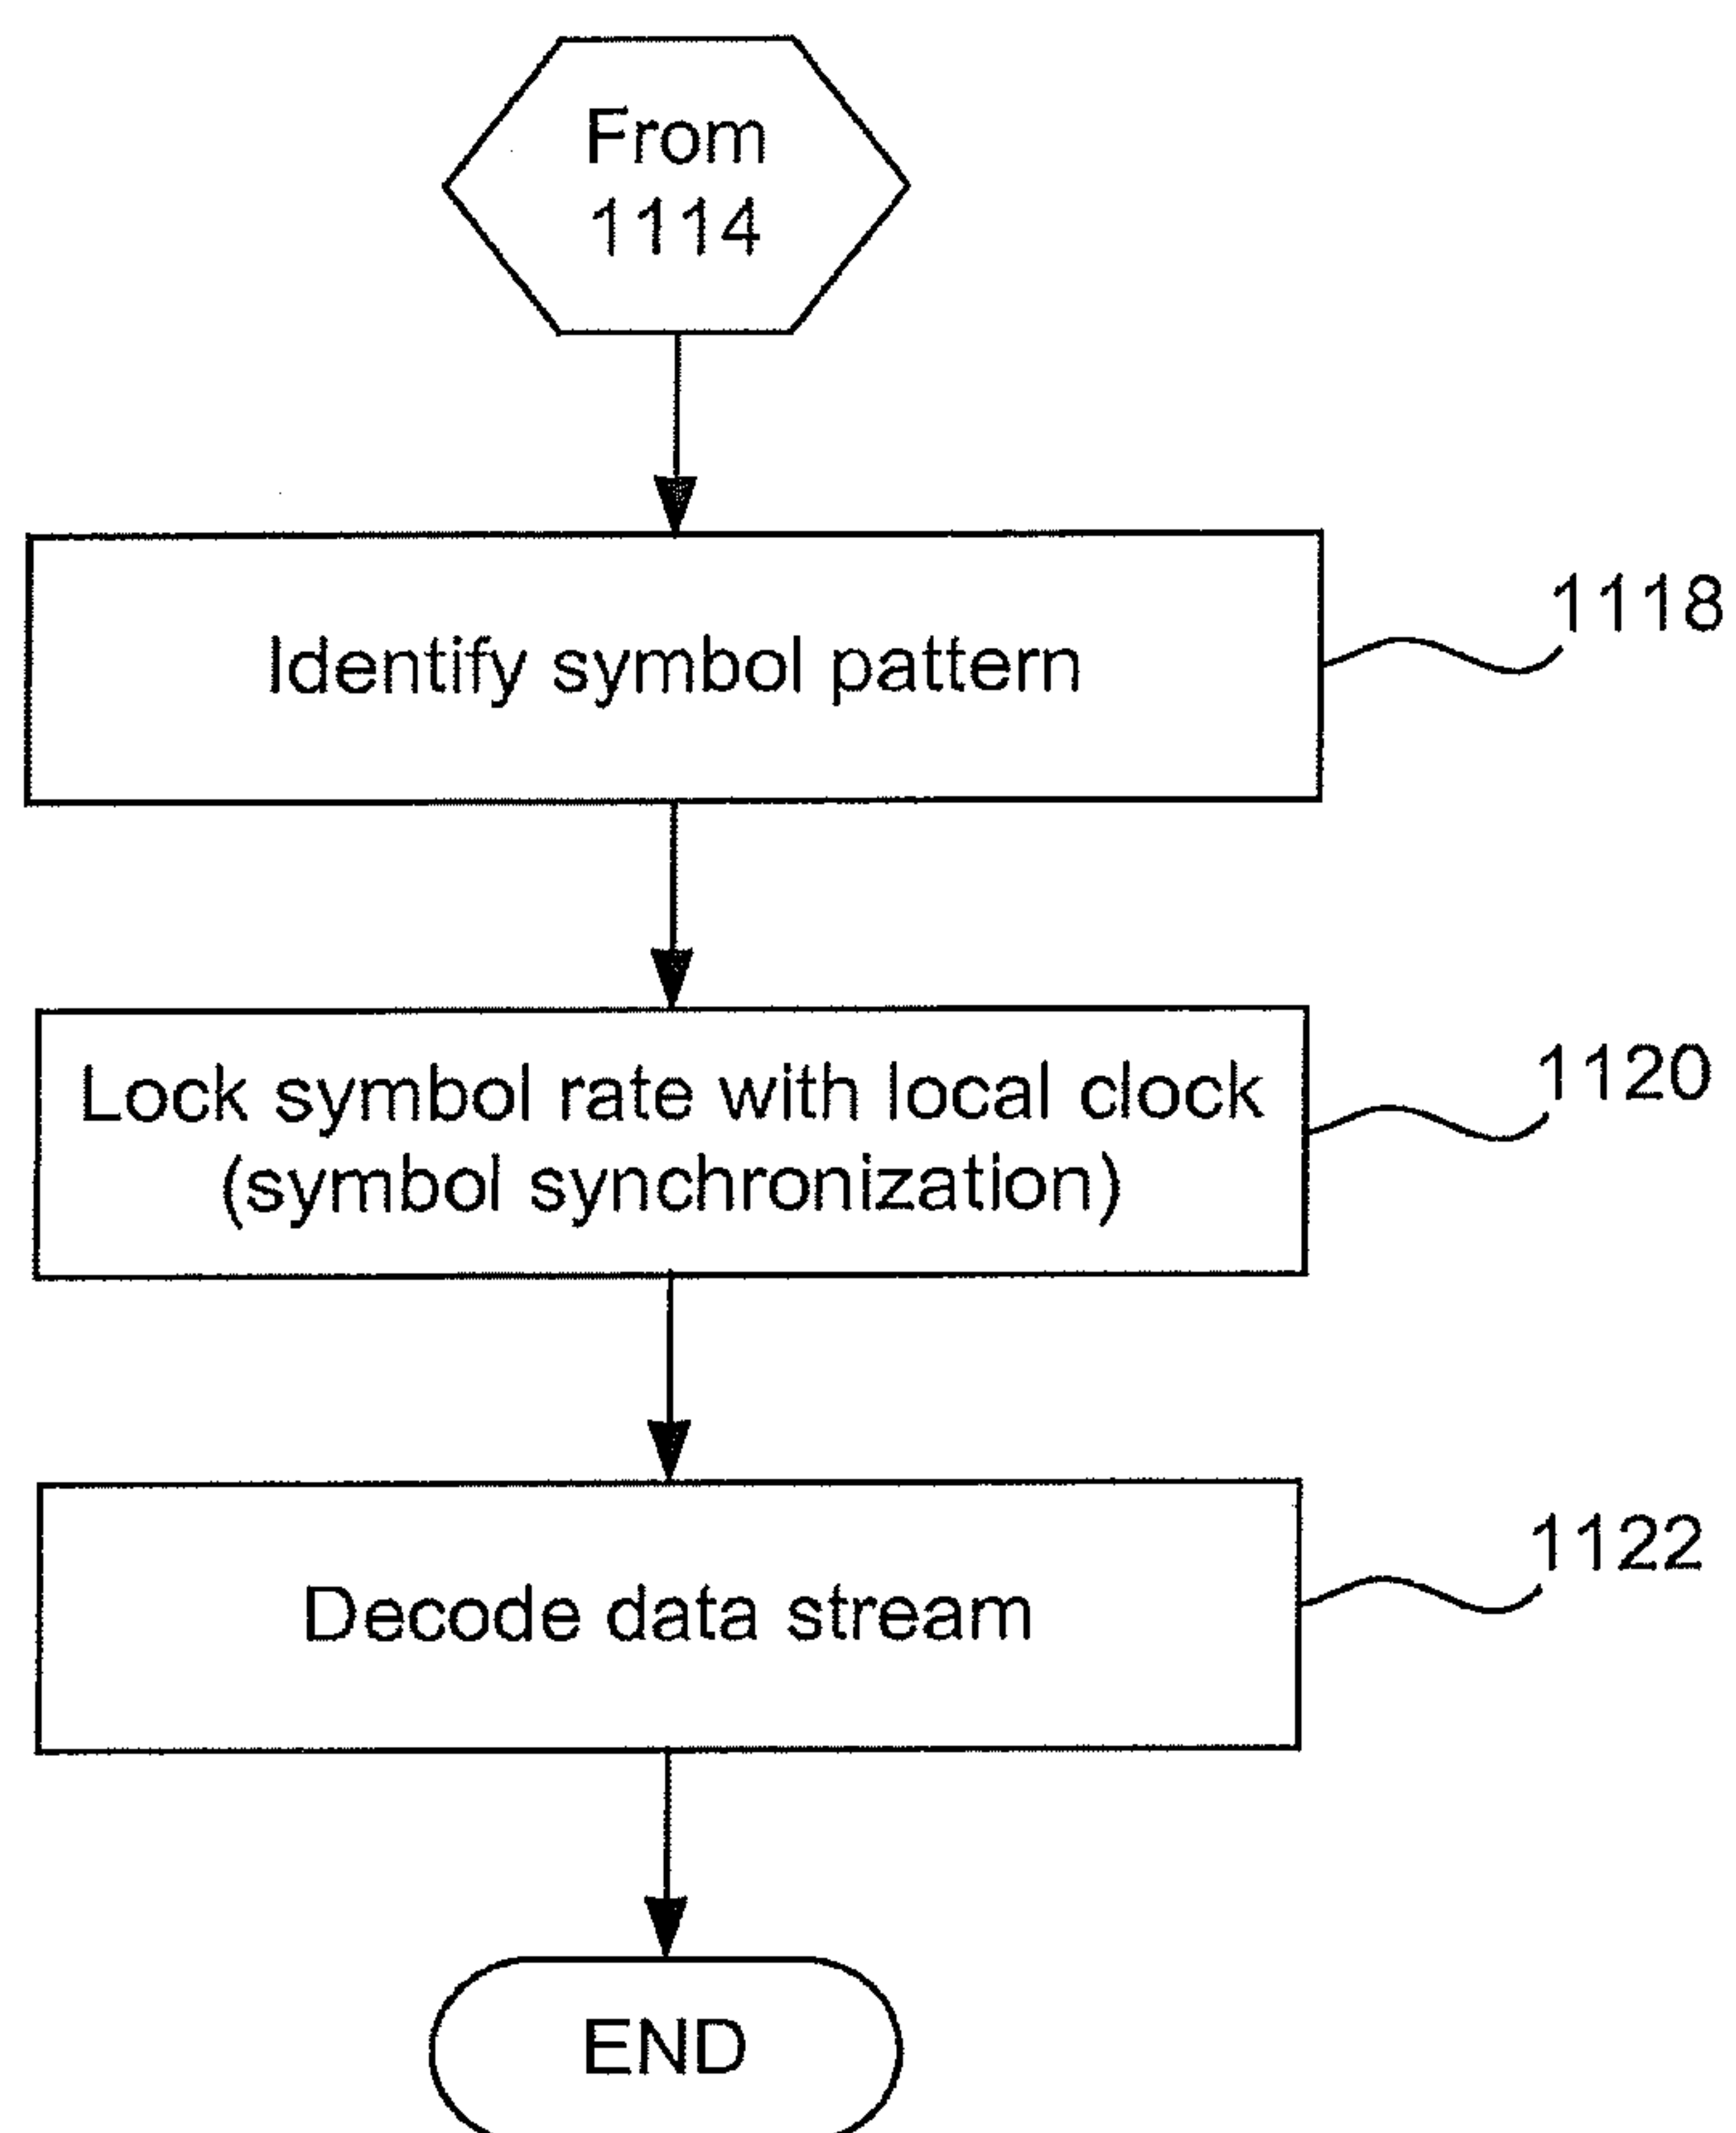 From
1114
Identify symbol pattern
1118
Lock symbol rate with local clock
(symbol synchronization)
1120
Decode data stream
1122
END